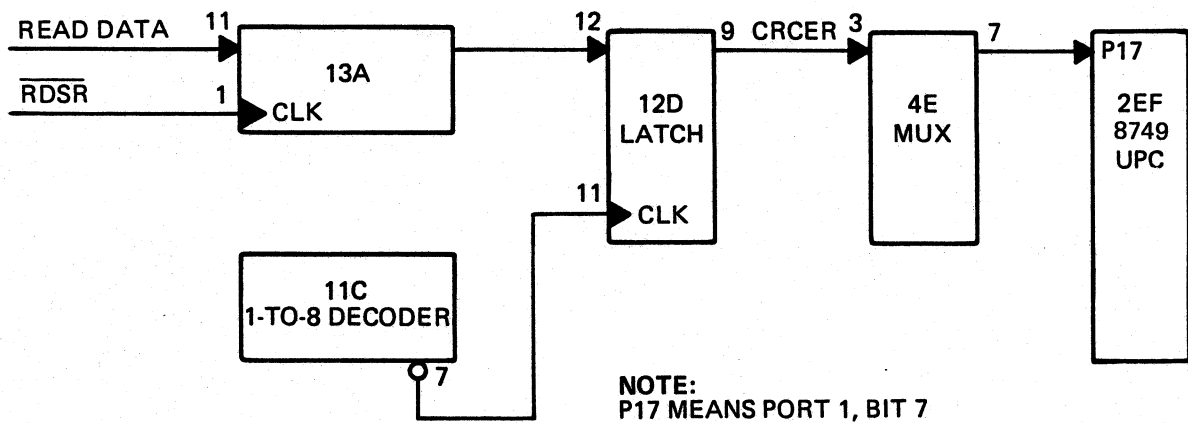 READ DATA
11
RDSR
1
13A
CLK
12
12D
LATCH
11
CLK
9
CRCER
3
4E
MUX
7
P17
2EF
8749
UPC
11C
1-TO-8 DECODER
7
NOTE:
P17 MEANS PORT 1, BIT 7